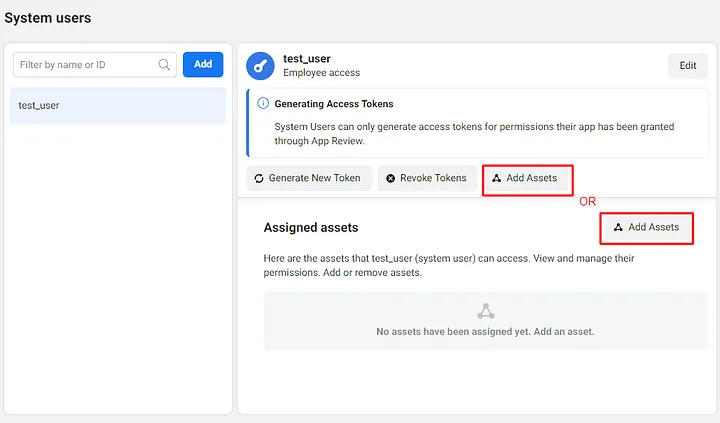 System users
Filter by name or ID
Add
test_user
test_user
Employee access
Edit
Generating Access Tokens
System Users can only generate access tokens for permissions their app has been granted
through App Review.
Generate New Token
Revoke Tokens
Add Assets
OR
Assigned assets
Add Assets
Here are the assets that test_user (system user) can access. View and manage their
permissions. Add or remove assets.
No assets have been assigned yet. Add an asset.